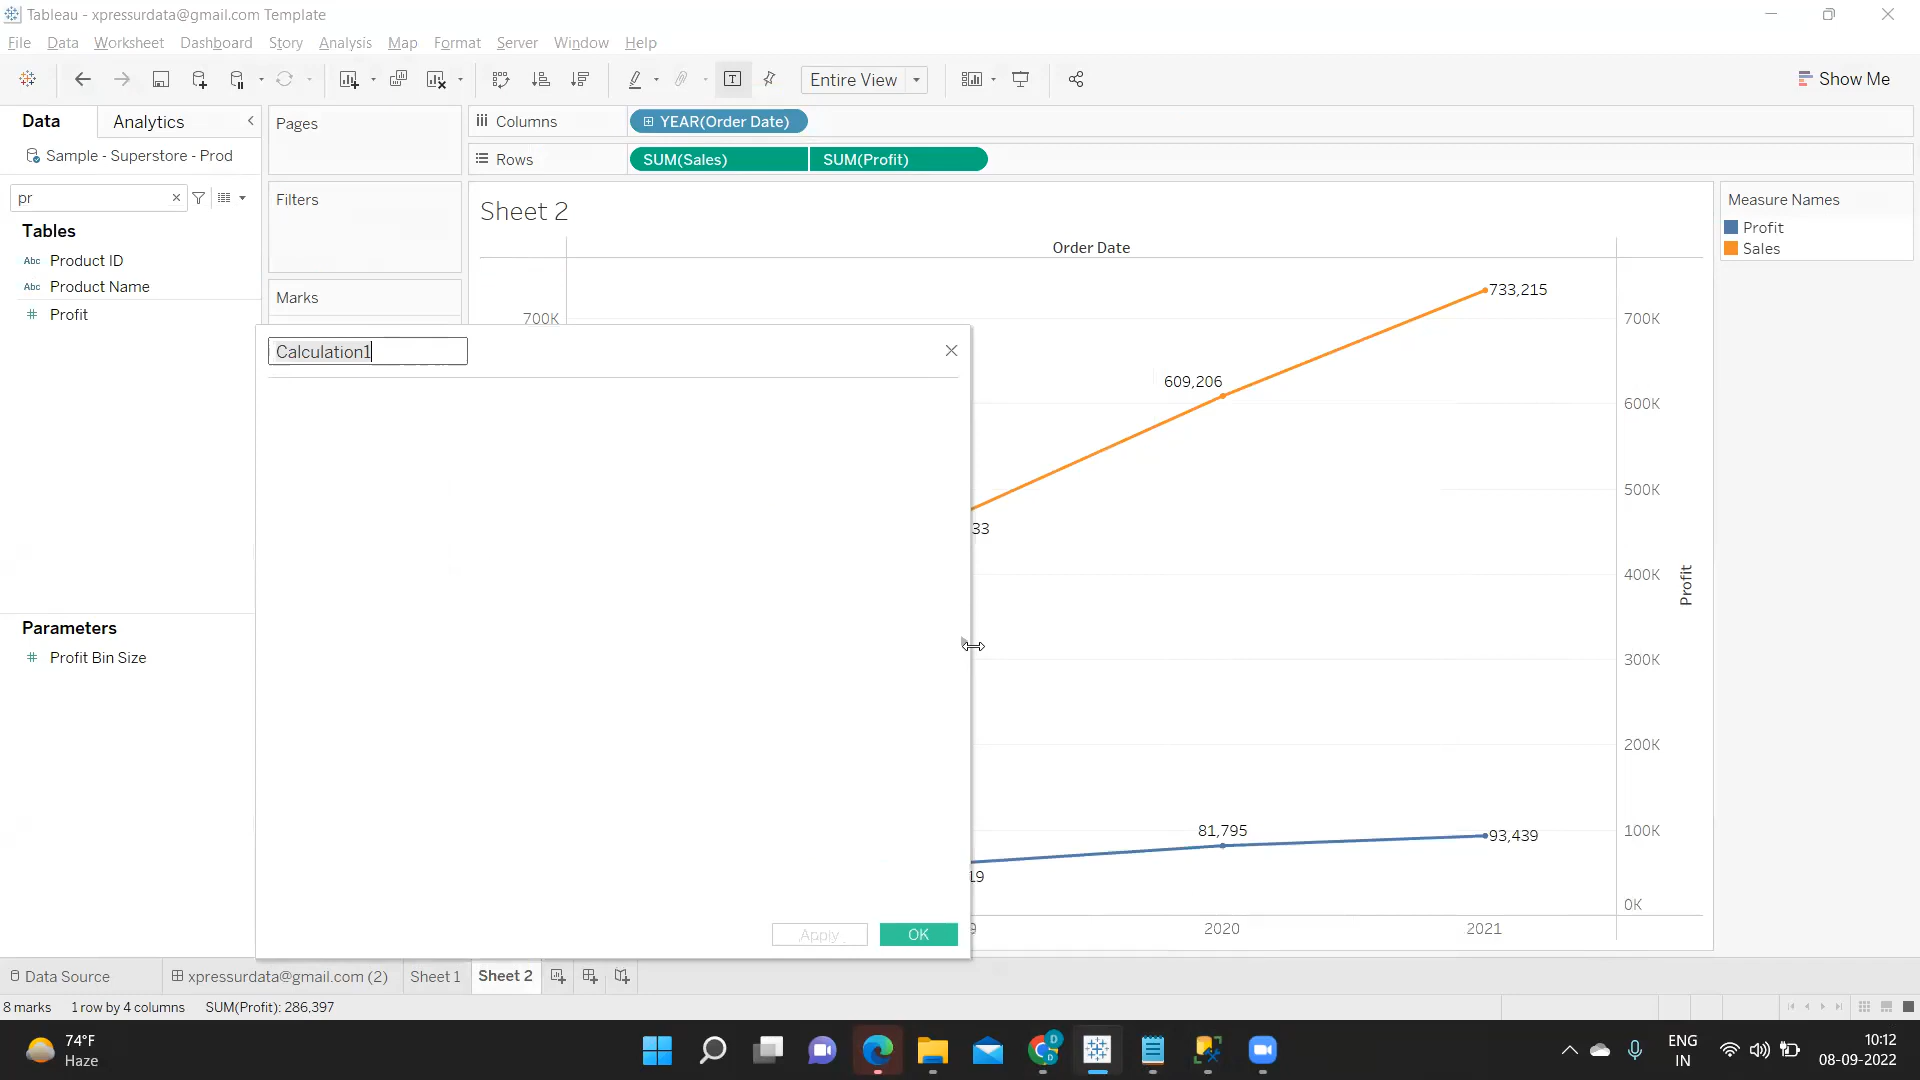 Tableau - xpressurdata@gmail.com Template
File Data Worksheet Dashboard Story Analysis Map Format Server Window Help
Entire View
Show Me
Data Analytics
Pages
Columns
YEAR(Order Date)
Sample - Superstore - Prod
Rows
SUM(Sales) SUM(Profit)
pr
Filters
Sheet 2
Measure Names
Tables
Profit
Sales
Order Date
Abc Product ID
Abc Product Name
Profit
Marks
700K
733,215
700K
Calculation1
609,206
600K
500K
33
400K
Profit
Parameters
Profit Bin Size
300K
200K
81,795
93,439
100K
19
0K
Apply OK
9 2020 2021
Data Source xpressurdata@gmail.com (2) Sheet 1 Sheet 2
8 marks 1 row by 4 columns SUM(Profit): 286,397
74°F
Haze
D
D
ENG
IN
10:12
08-09-2022